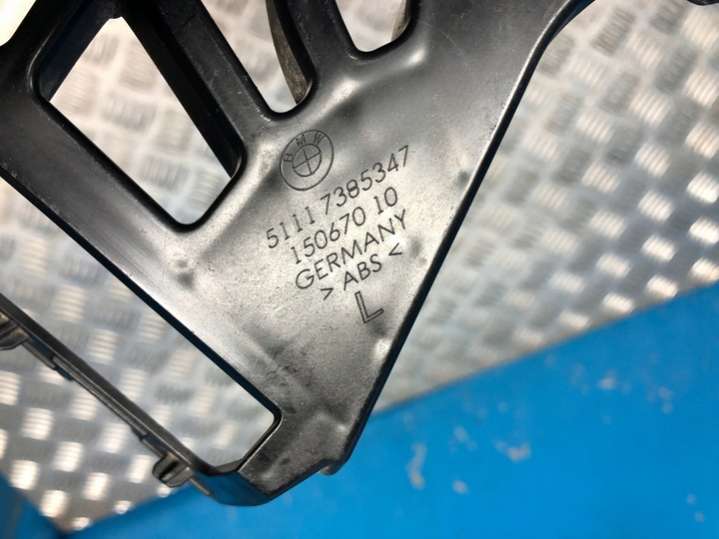 BMW
5111 7385347
150670 10
GERMANY
> ABS <
L